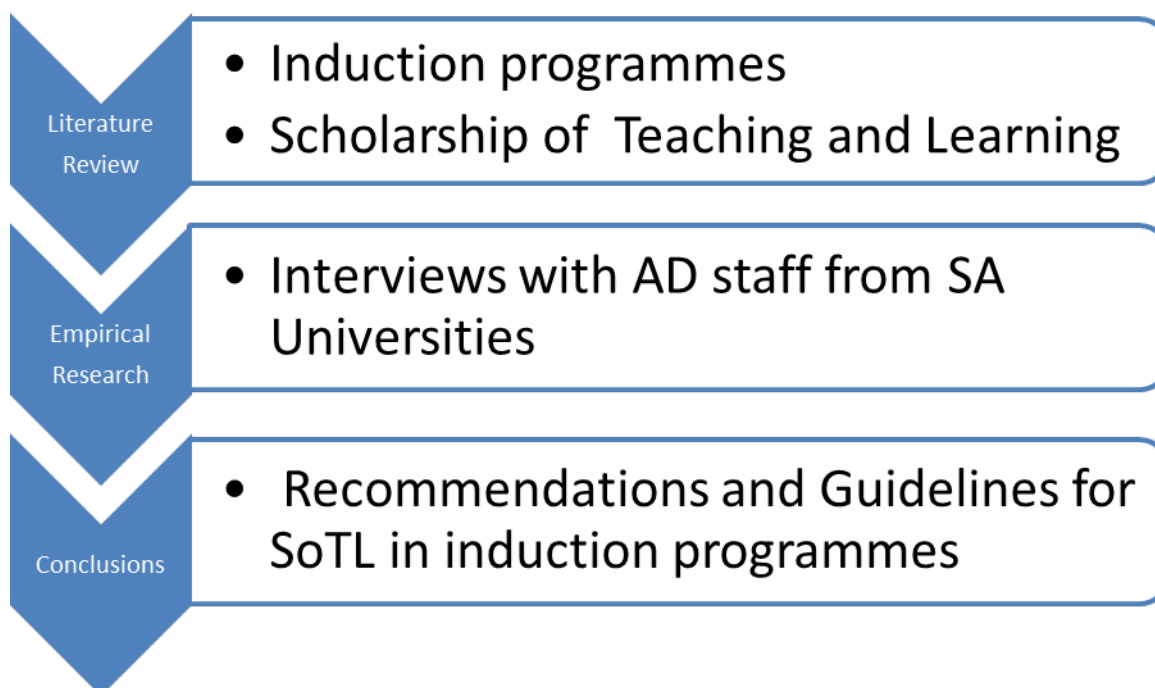 Literature
Review
• Induction programmes
• Scholarship of  Teaching and Learning
Empirical
Research
• Interviews with AD staff from SA
Universities
Conclusions
• Recommendations and Guidelines for
SoTL in induction programmes